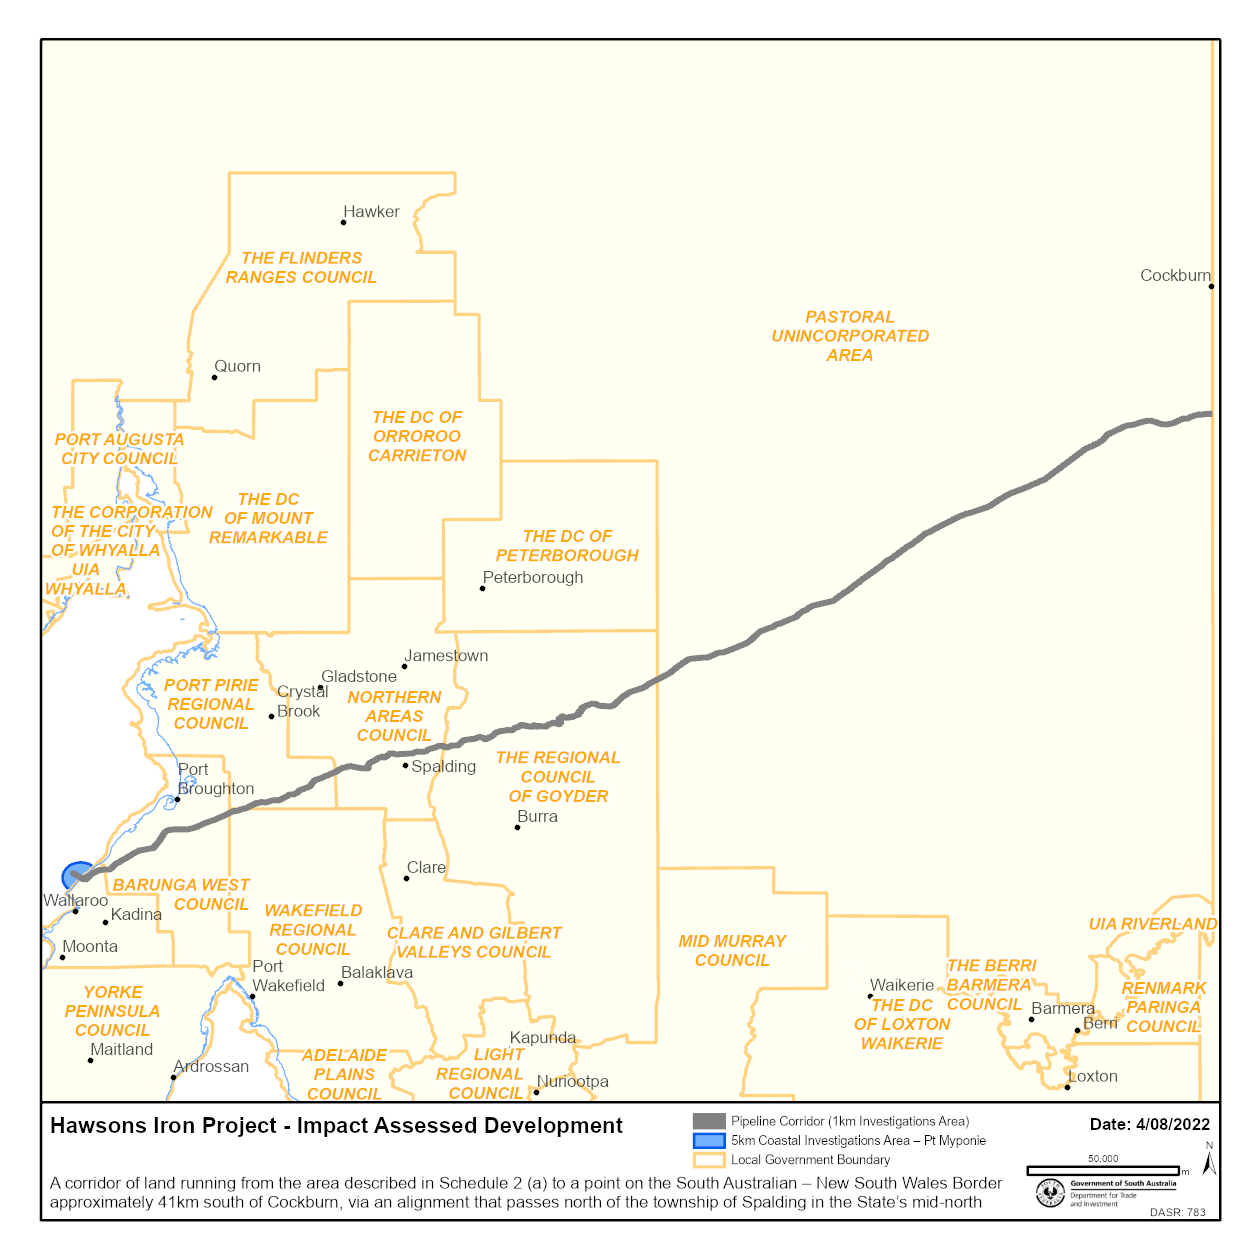 Hawker
THE FLINDERS
RANGES COUNCIL
Cockburn
PASTORAL
UNINCORPORATED
AREA
Quorn
THE DC OF
ORROROO
CARRIETON
PORT AUGUSTA
CITY COUNCIL
THE DC
OF MOUNT
REMARKABLE
THE CORPORATION
OF THE CITY
OF WHYALLA
UIA
WHYALLA
THE DC OF
PETERBOROUGH
Peterborough
Jamestown
Gladstone
Crystal
Brook
PORT PIRIE
REGIONAL
COUNCIL
NORTHERN
AREAS
COUNCIL
Port
Broughton
Spalding
THE REGIONAL
COUNCIL
OF GOYDER
Burra
Clare
BARUNGA WEST
COUNCIL
Wallaroo
Kadina
Moonta
WAKEFIELD
REGIONAL
COUNCIL
CLARE AND GILBERT
VALLEYS COUNCIL
MID MURRAY
COUNCIL
UIA RIVERLAND
Port
Wakefield
Balaklava
Waikerie
THE BERRI
BARMERA
COUNCIL
RENMARK
PARINGA
COUNCIL
YORKE
PENINSULA
COUNCIL
THE DC
OF LOXTON
WAIKERIE
Barmera
Berri
Maitland
Kapunda
Ardrossan
ADELAIDE
PLAINS
COUNCIL
LIGHT
REGIONAL
COUNCIL
Nuriootpa
Loxton
Hawsons Iron Project - Impact Assessed Development
Pipeline Corridor (1km Investigations Area)
5km Coastal Investigations Area – Pt Myponie
Local Government Boundary
Date: 4/08/2022
N
50,000
m
A corridor of land running from the area described in Schedule 2 (a) to a point on the South Australian – New South Wales Border
approximately 41km south of Cockburn, via an alignment that passes north of the township of Spalding in the State's mid-north
Government of South Australia
Department for Trade
and Investment
DASR: 783